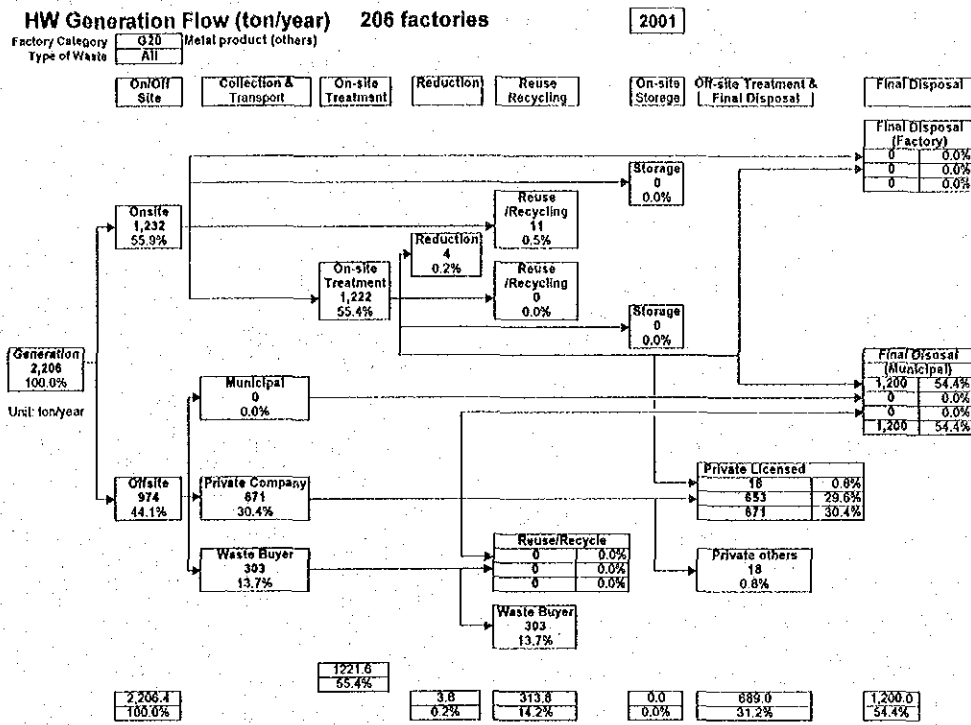 HW Generation Flow (ton/year) 206 factories 2001
Factory Category G20 Metal product (others)
Type of Waste All
On/Off Site
Collection & Transport
On-site Treatment
Reduction
Reuse Recycling
On-site Storage
Off-site Treatment & Final Disposal
Final Disposal
Final Disposal
(Factory)
0 0.0%
0 0.0%
0 0.0%
Storage
0
0.0%
Onsite
1,232
55.9%
Reuse
/Recycling
11
0.5%
Reduction
4
0.2%
On-site
Treatment
1,222
55.4%
Reuse
/Recycling
0
0.0%
Storage
0
0.0%
Generation
2,206
100.0%
Unit: ton/year
Municipal
0
0.0%
Final Disosal
(Municipal)
1,200 54.4%
0 0.0%
0 0.0%
1,200 54.4%
Offsite
974
44.1%
Private Company
671
30.4%
Private Licensed
18 0.8%
653 29.6%
671 30.4%
Waste Buyer
303
13.7%
Reuse/Recycle
0 0.0%
0 0.0%
0 0.0%
Private others
18
0.8%
Waste Buyer
303
13.7%
1221.6
55.4%
2,206.4 3.6 313.8 0.0 689.0 1,200.0
100.0% 0.2% 14.2% 0.0% 31.2% 54.4%